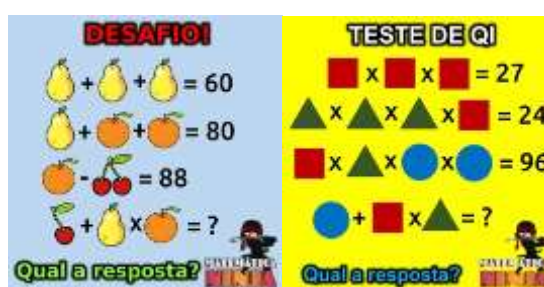 DESAFIO!
+ + = 60
+ + = 80
- = 88
+ x = ?
Qual a resposta?
TESTE DE QI
x x = 27
x x x = 24
x x x = 96
+ x = ?
Qual a resposta?